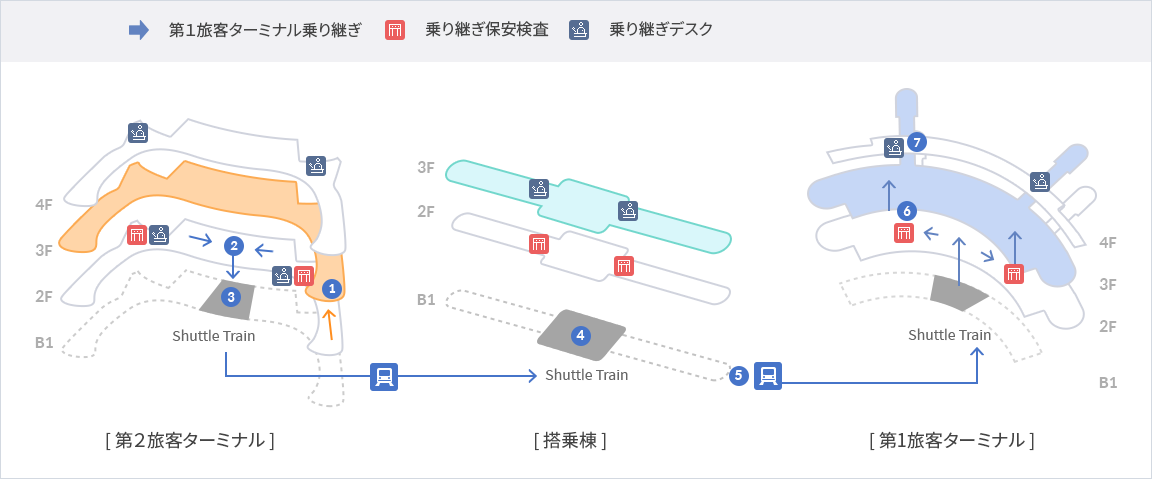 第１旅客ターミナル乗り継ぎ 乗り継ぎ保安検査 乗り継ぎデスク
4F
3F
2F
B1
1
2
3
Shuttle Train
3F
2F
B1
4
Shuttle Train
5
7
6
4F
3F
2F
B1
Shuttle Train
[ 第２旅客ターミナル ]
[ 搭乗棟 ]
[ 第1旅客ターミナル ]